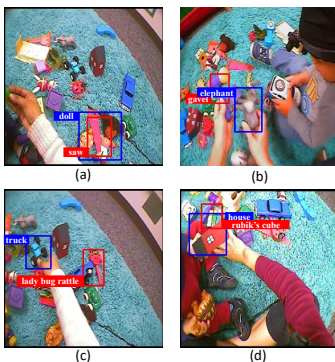 doll
saw
(a)
elephant
gavel
(b)
truck
lady bug rattle
(c)
house
rubik's cube
(d)